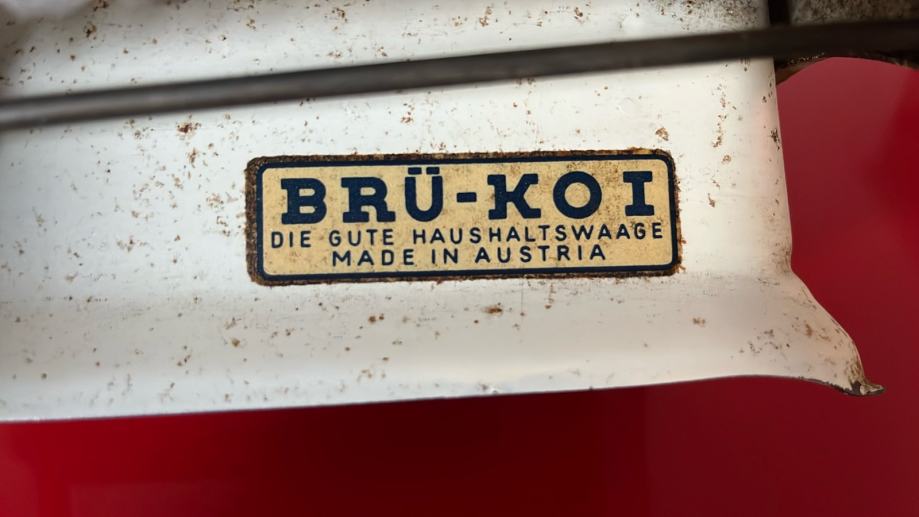 BRÜ-KOI
DIE GUTE HAUSHALTSWAAGE
MADE IN AUSTRIA